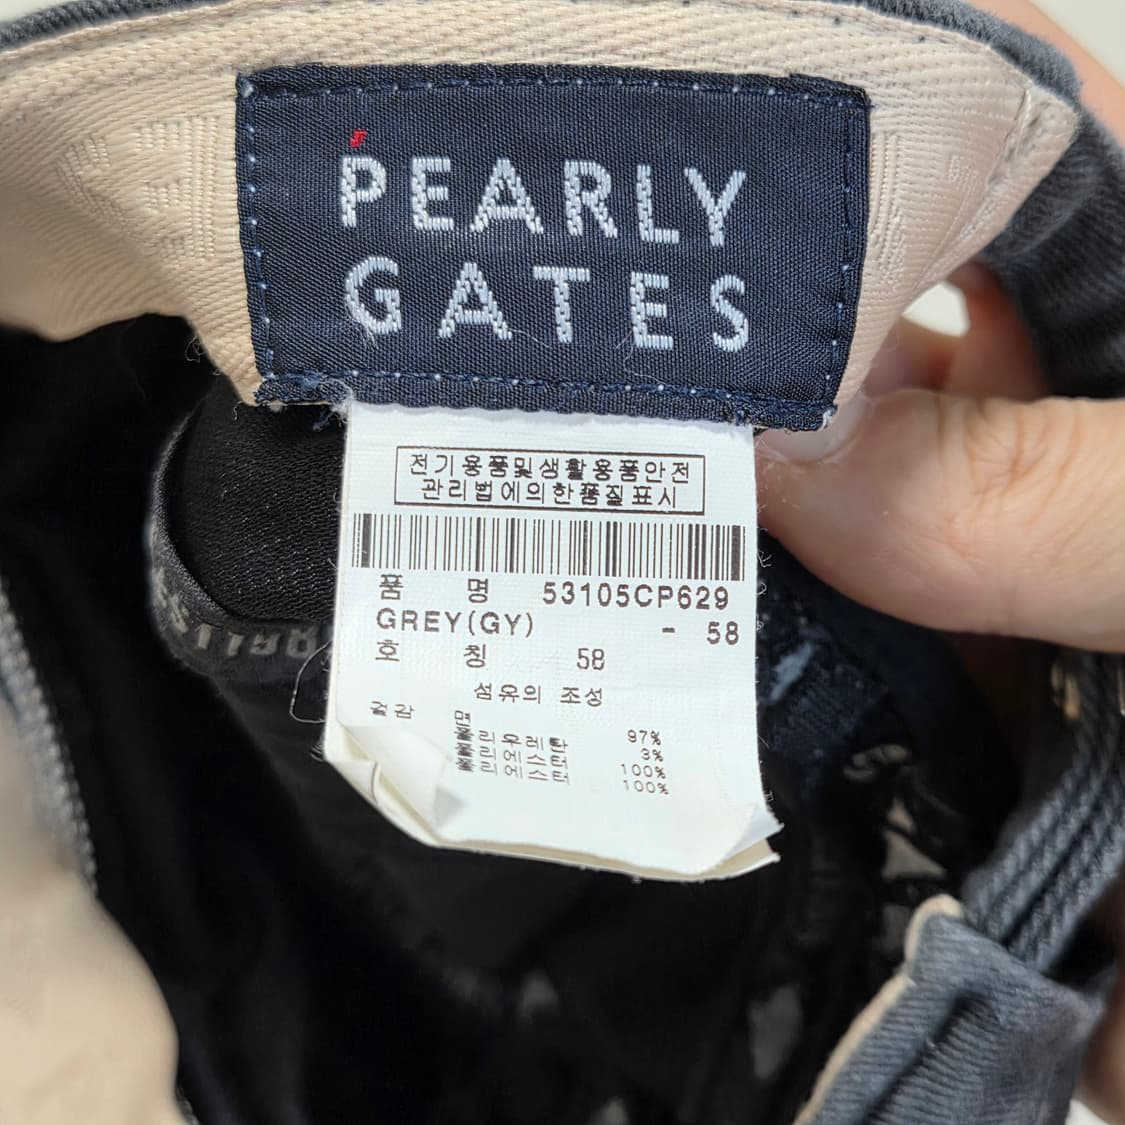 PEARLY
GATES
전기용품및생활용품안전
관리법에의한품질표시
품 명 53105CP629
GREY(GY) - 58
호 칭 58
섬유의 조성
겉감 면 97%
폴리우레탄 3%
폴리에스터 100%
폴리에스터 100%